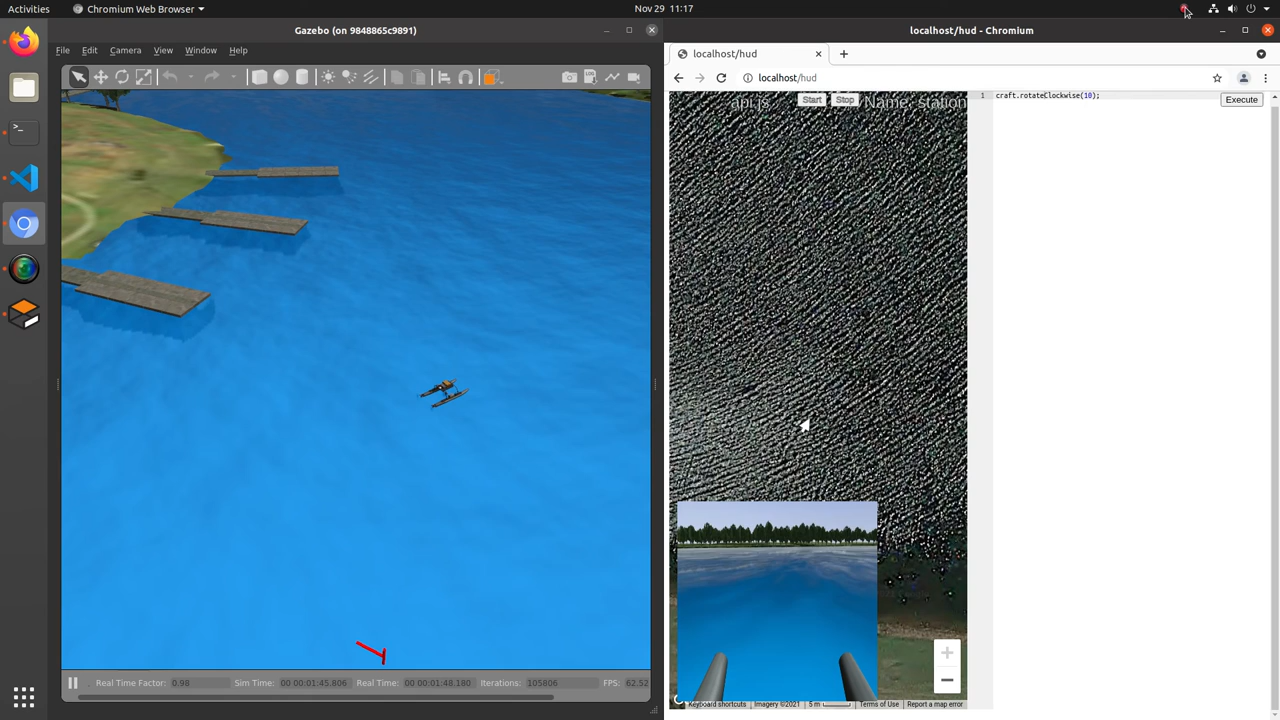 Activities
Chromium Web Browser
Nov 29 11:17
Gazebo (on 9848865c9891)
File Edit Camera View Window Help
localhost/hud - Chromium
localhost/hud
localhost/hud
api.js
Start
Stop
Name: station
1 craft.rotateClockwise(10);
Execute
Keyboard shortcuts
Imagery ©2021
5 m
Terms of Use
Report a map error
Real Time Factor: 0.98
Sim Time: 00 00:01:45.806
Real Time: 00 00:01:48.180
Iterations: 105806
FPS: 62.52